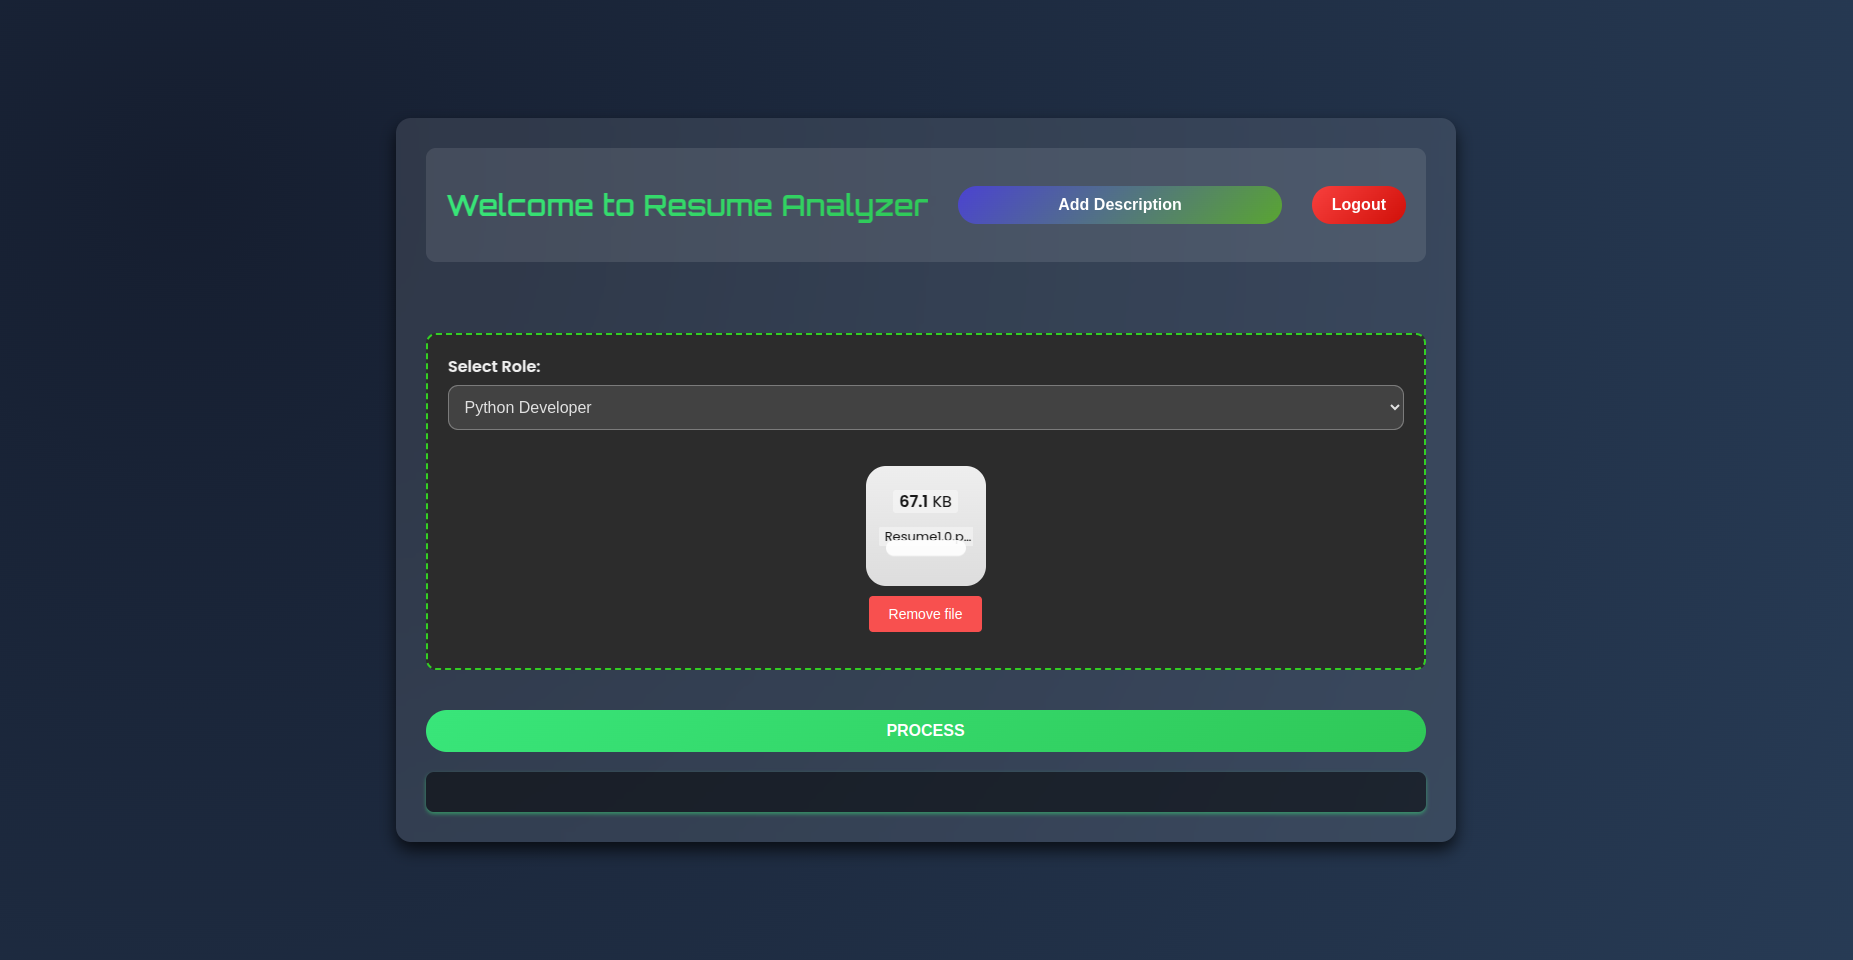 Welcome to Resume Analyzer
Add Description
Logout
Select Role:
Python Developer
67.1 KB
Resume1.0.p...
Remove file
PROCESS